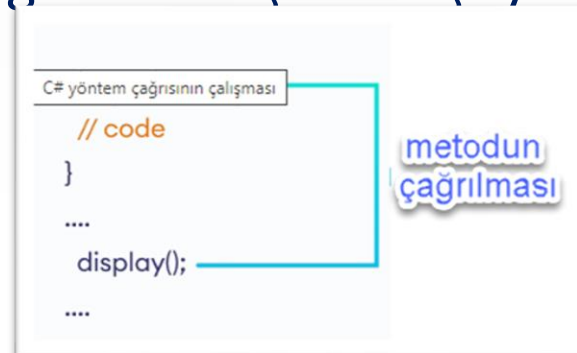 C# yöntem çağrısının çalışması
// code
}
....
display();
....
metodun
çağrılması